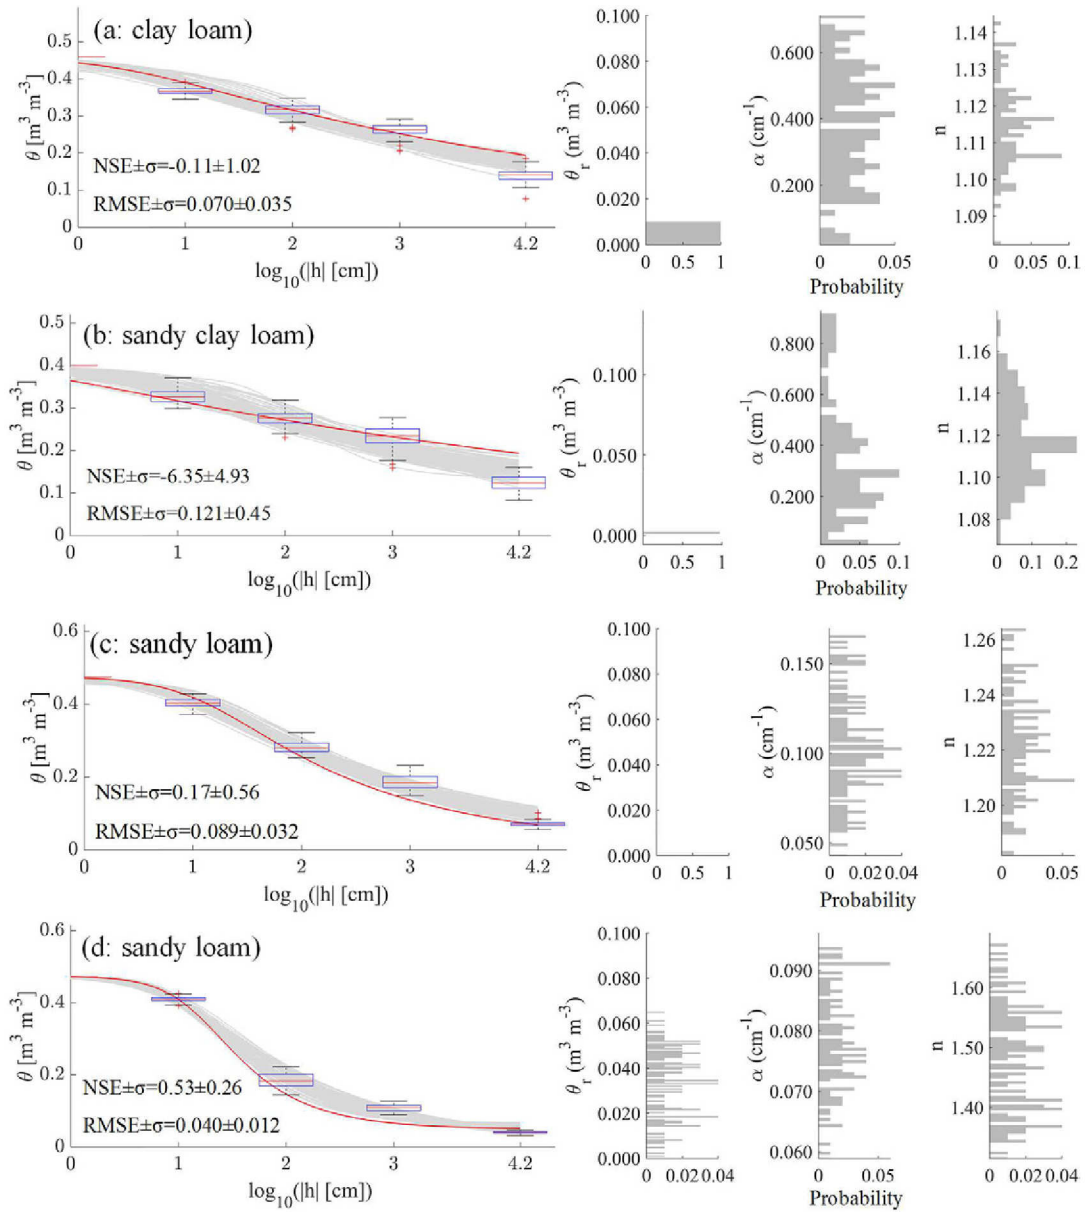 (a: clay loam)
0.5
0.4
0.3
0.2
0.1
0
θ [m³ m⁻³]
NSE±σ=-0.11±1.02
RMSE±σ=0.070±0.035
0 1 2 3 4.2
log₁₀(|h| [cm])
0.100
0.080
0.060
0.040
0.020
0.000
θᵣ (m³ m⁻³)
0 0.5 1
0.600
0.400
0.200
α (cm⁻¹)
0 0.05
Probability
1.14
1.13
1.12
1.11
1.10
1.09
n
0 0.05 0.1
(b: sandy clay loam)
0.5
0.4
0.3
0.2
0.1
0
θ [m³ m⁻³]
NSE±σ=-6.35±4.93
RMSE±σ=0.121±0.45
0 1 2 3 4.2
log₁₀(|h| [cm])
0.100
0.050
0.000
θᵣ (m³ m⁻³)
0 0.5 1
0.800
0.600
0.400
0.200
α (cm⁻¹)
0 0.05 0.1
Probability
1.16
1.14
1.12
1.10
1.08
n
0 0.1 0.2
(c: sandy loam)
0.6
0.4
0.2
0
θ [m³ m⁻³]
NSE±σ=0.17±0.56
RMSE±σ=0.089±0.032
0 1 2 3 4.2
log₁₀(|h| [cm])
0.100
0.080
0.060
0.040
0.020
0.000
θᵣ (m³ m⁻³)
0 0.5 1
0.150
0.100
0.050
α (cm⁻¹)
0 0.02 0.04
Probability
1.26
1.24
1.22
1.20
n
0 0.05
(d: sandy loam)
0.6
0.4
0.2
0
θ [m³ m⁻³]
NSE±σ=0.53±0.26
RMSE±σ=0.040±0.012
0 1 2 3 4.2
log₁₀(|h| [cm])
0.100
0.080
0.060
0.040
0.020
0.000
θᵣ (m³ m⁻³)
0 0.02 0.04
0.090
0.080
0.070
0.060
α (cm⁻¹)
0 0.05
Probability
1.60
1.50
1.40
n
0 0.02 0.04